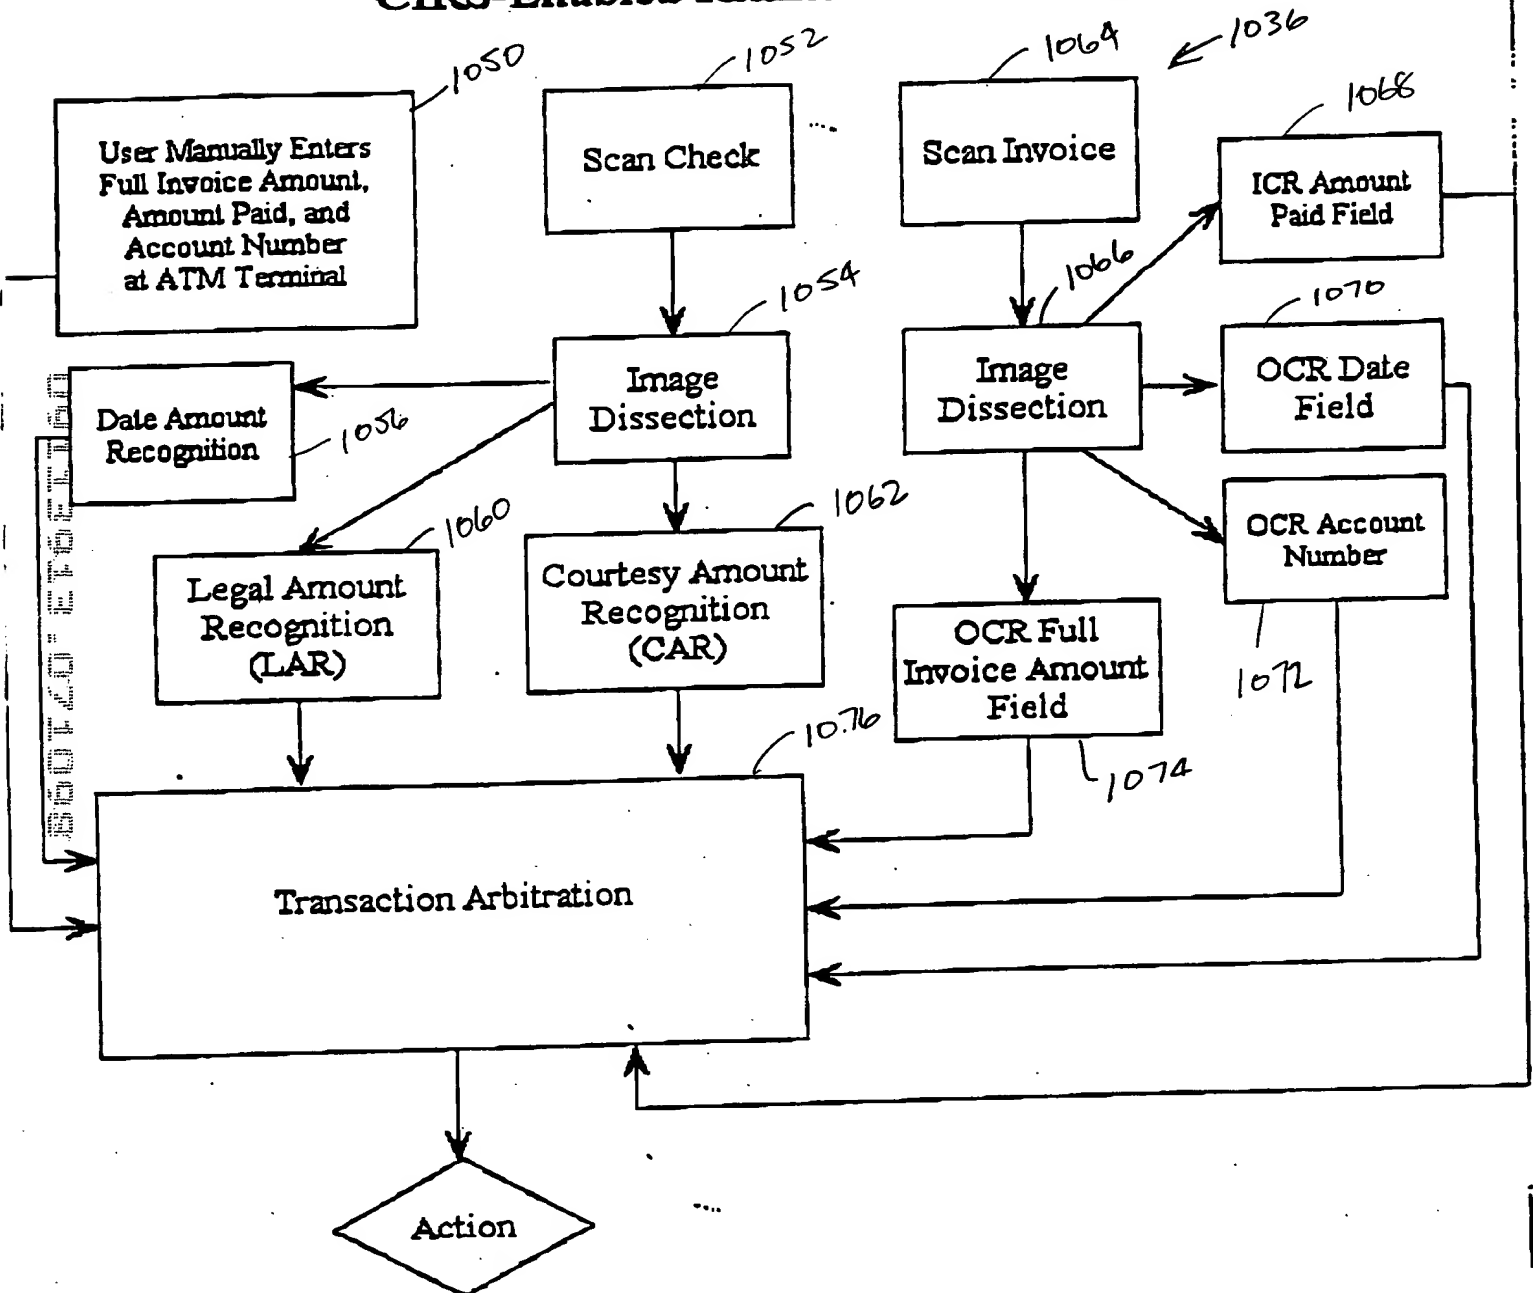 1050
1052
1064
1036
1068
User Manually Enters
Full Invoice Amount,
Amount Paid, and
Account Number
at ATM Terminal
Scan Check
Scan Invoice
ICR Amount
Paid Field
1054
1066
1070
Image
Dissection
Image
Dissection
OCR Date
Field
Date Amount
Recognition
1056
1060
1062
OCR Account
Number
1072
Legal Amount
Recognition
(LAR)
Courtesy Amount
Recognition
(CAR)
OCR Full
Invoice Amount
Field
1074
10.76
Transaction Arbitration
Action